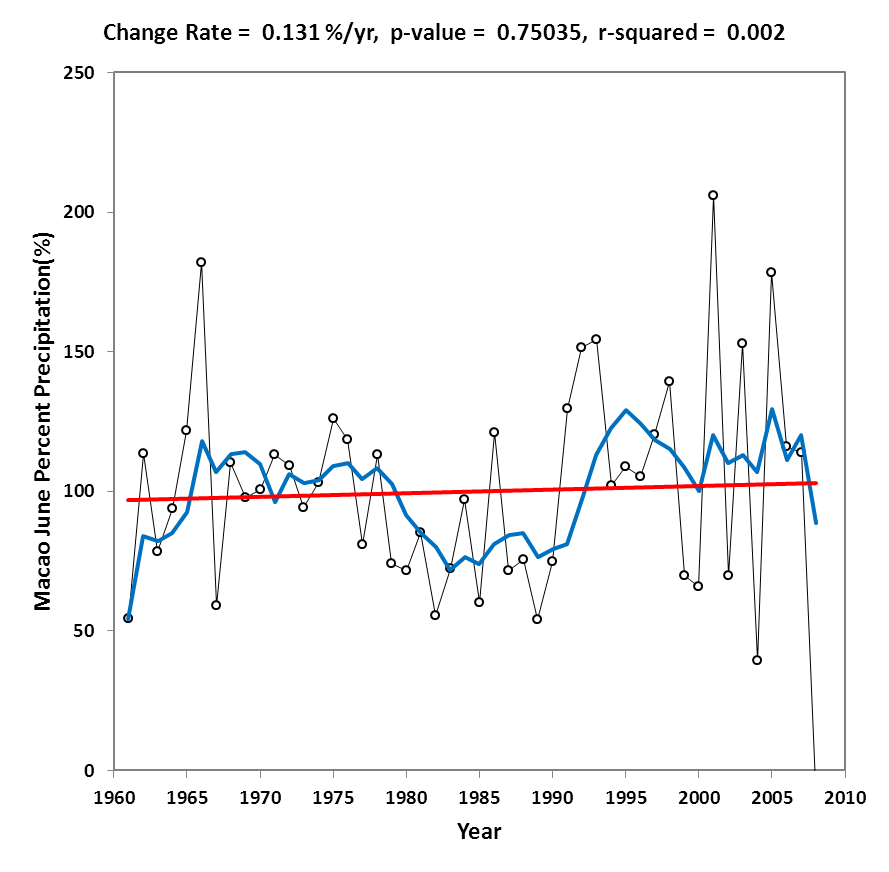 Change Rate = 0.131 %/yr, p-value = 0.75035, r-squared = 0.002
Macao June Percent Precipitation(%)
250
200
150
100
50
0
1960 1965 1970 1975 1980 1985 1990 1995 2000 2005 2010
Year